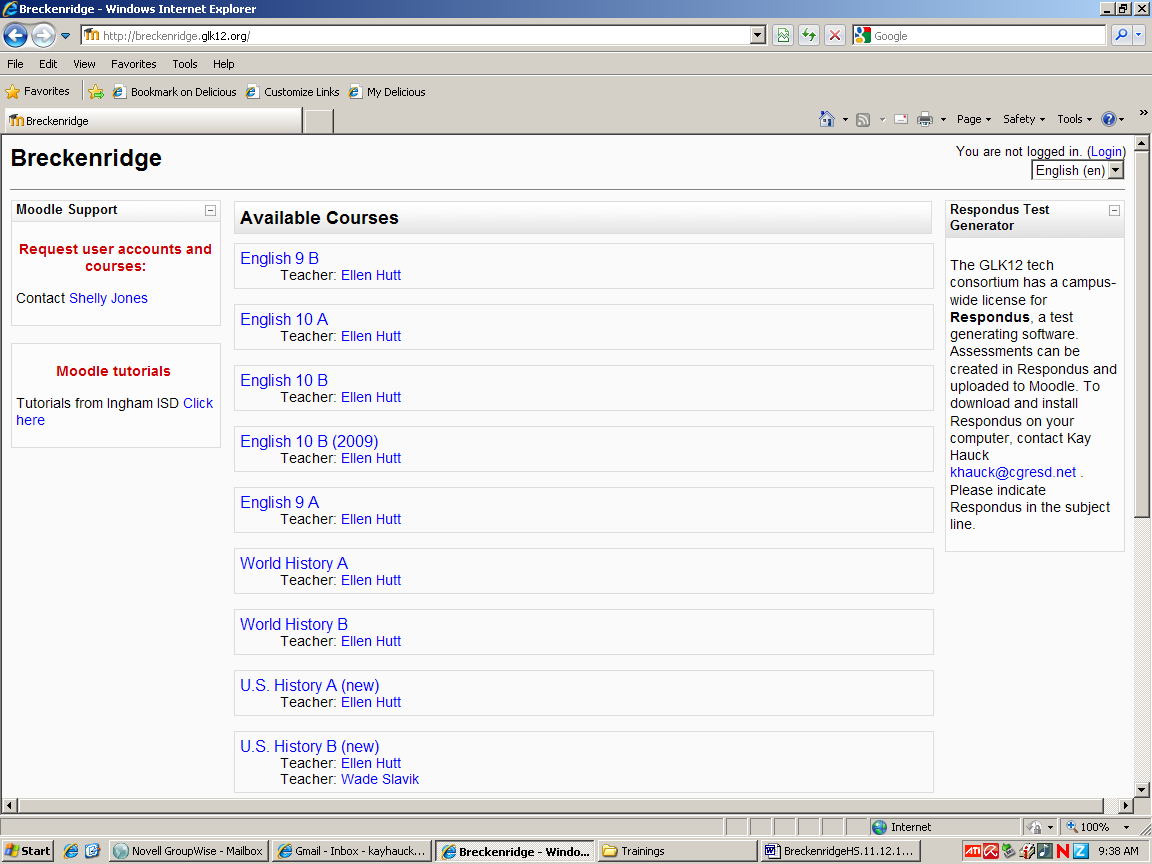 Breckenridge - Windows Internet Explorer
http://breckenridge.glk12.org/
Google
File Edit View Favorites Tools Help
Favorites Bookmark on Delicious Customize Links My Delicious
Breckenridge
Page Safety Tools
Breckenridge
You are not logged in. (Login)
English (en)
Moodle Support
Request user accounts and
courses:
Contact Shelly Jones
Moodle tutorials
Tutorials from Ingham ISD Click
here
Available Courses
English 9 B
Teacher: Ellen Hutt
English 10 A
Teacher: Ellen Hutt
English 10 B
Teacher: Ellen Hutt
English 10 B (2009)
Teacher: Ellen Hutt
English 9 A
Teacher: Ellen Hutt
World History A
Teacher: Ellen Hutt
World History B
Teacher: Ellen Hutt
U.S. History A (new)
Teacher: Ellen Hutt
U.S. History B (new)
Teacher: Ellen Hutt
Teacher: Wade Slavik
Respondus Test
Generator
The GLK12 tech
consortium has a campus-
wide license for
Respondus, a test
generating software.
Assessments can be
created in Respondus and
uploaded to Moodle. To
download and install
Respondus on your
computer, contact Kay
Hauck
khauck@cgresd.net .
Please indicate
Respondus in the subject
line.
Internet
100%
Start Novell GroupWise - Mailbox Gmail - Inbox - kayhauck... Breckenridge - Windo... Trainings BreckenridgeHS.11.12.1... ATI N Z 9:38 AM